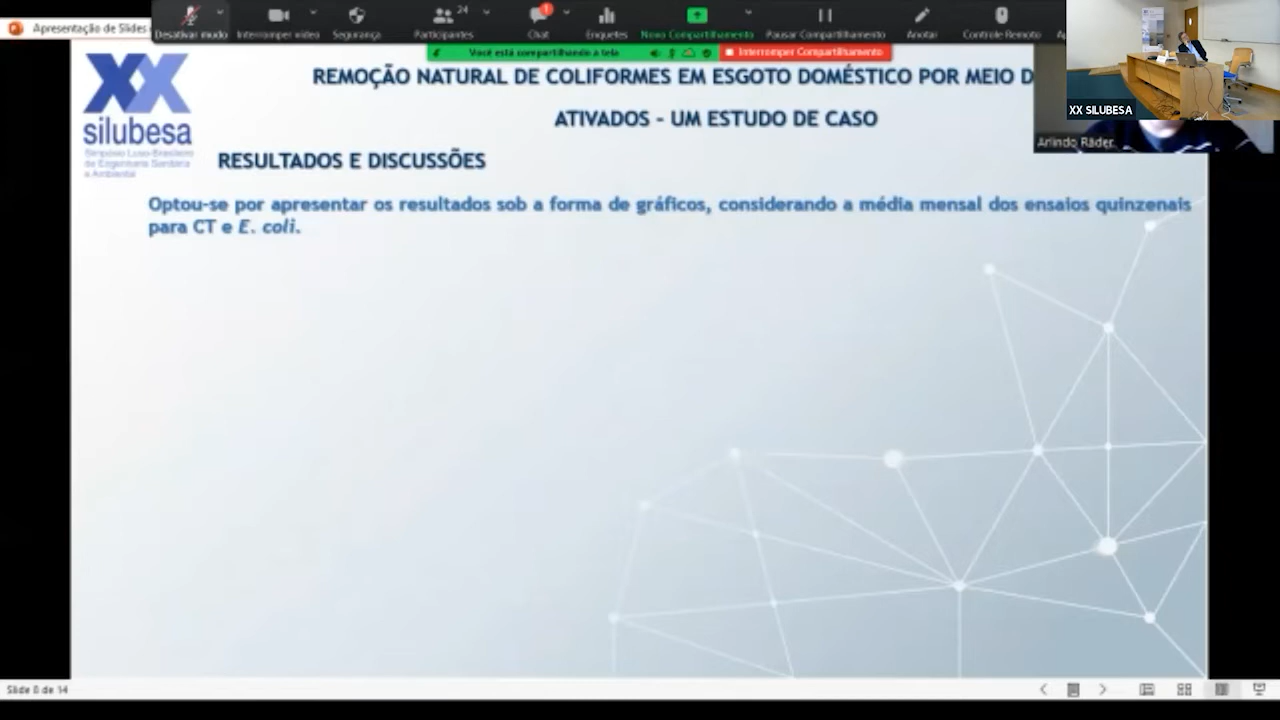 Apresentação de Slides
Desativar mudo
Interromper vídeo
Segurança
24
Participantes
1
Chat
Enquetes
Novo Compartilhamento
Pausar Compartilhamento
Anotar
Controle Remoto
Você está compartilhando a tela
Interromper Compartilhamento
XX SILUBESA
Arlindo Räder
XX
silubesa
Simpósio Luso-Brasileiro
de Engenharia Sanitária
e Ambiental
REMOÇÃO NATURAL DE COLIFORMES EM ESGOTO DOMÉSTICO POR MEIO D
ATIVADOS - UM ESTUDO DE CASO
RESULTADOS E DISCUSSÕES
Optou-se por apresentar os resultados sob a forma de gráficos, considerando a média mensal dos ensaios quinzenais
para CT e E. coli.
Slide 8 de 14